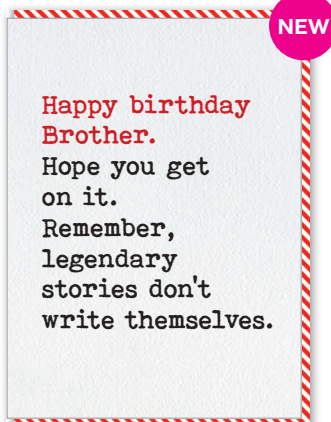 NEW
Happy birthday
Brother.
Hope you get
on it.
Remember,
legendary
stories don't
write themselves.